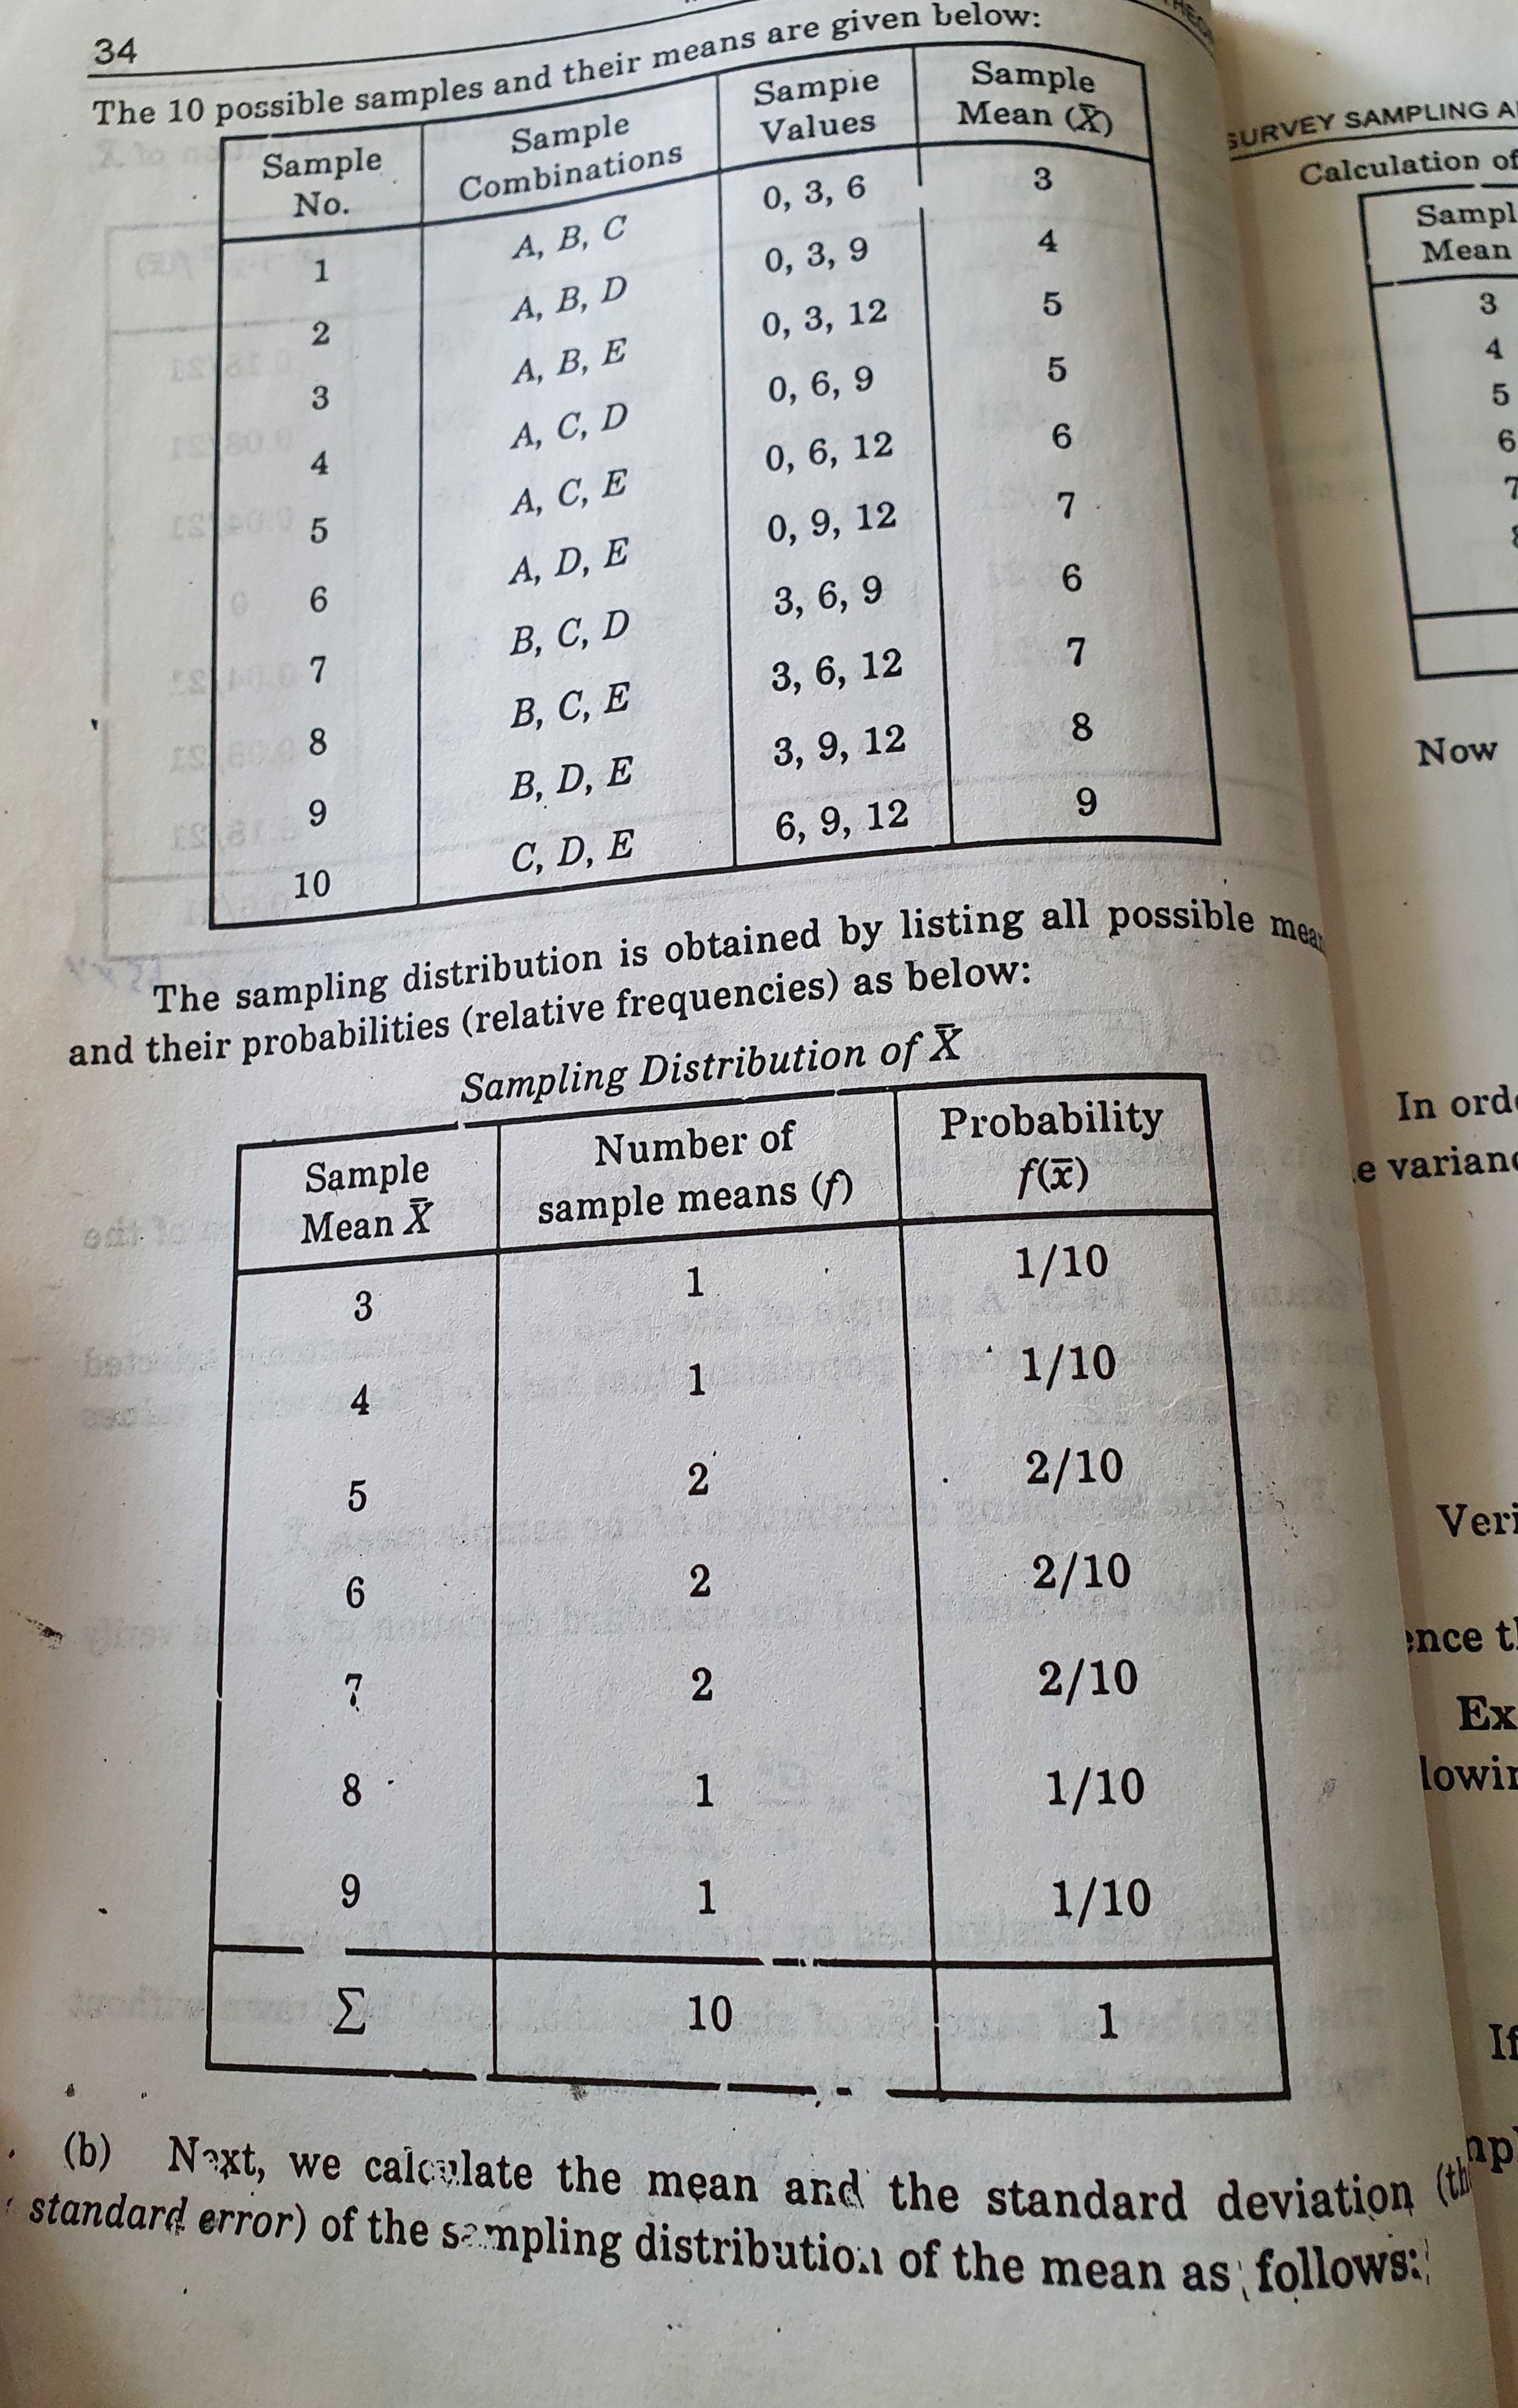 34
The 10 possible samples and their means are given below:
Sample No. Sample Combinations Sample Values Sample Mean (X̄)
1 A, B, C 0, 3, 6 3
2 A, B, D 0, 3, 9 4
3 A, B, E 0, 3, 12 5
4 A, C, D 0, 6, 9 5
5 A, C, E 0, 6, 12 6
6 A, D, E 0, 9, 12 7
7 B, C, D 3, 6, 9 6
8 B, C, E 3, 6, 12 7
9 B, D, E 3, 9, 12 8
10 C, D, E 6, 9, 12 9
The sampling distribution is obtained by listing all possible mean
and their probabilities (relative frequencies) as below:
Sampling Distribution of X̄
Sample Mean X̄ Number of sample means (f) Probability f(x̄)
3 1 1/10
4 1 1/10
5 2 2/10
6 2 2/10
7 2 2/10
8 1 1/10
9 1 1/10
Σ 10 1
(b) Next, we calculate the mean and the standard deviation (th
standard error) of the sampling distribution of the mean as follows:
SURVEY SAMPLING A
Calculation of
Sampl
Mean
3
4
5
6
7
Now
In ord
e varian
Veri
ence t
Ex
lowin
If
mpl